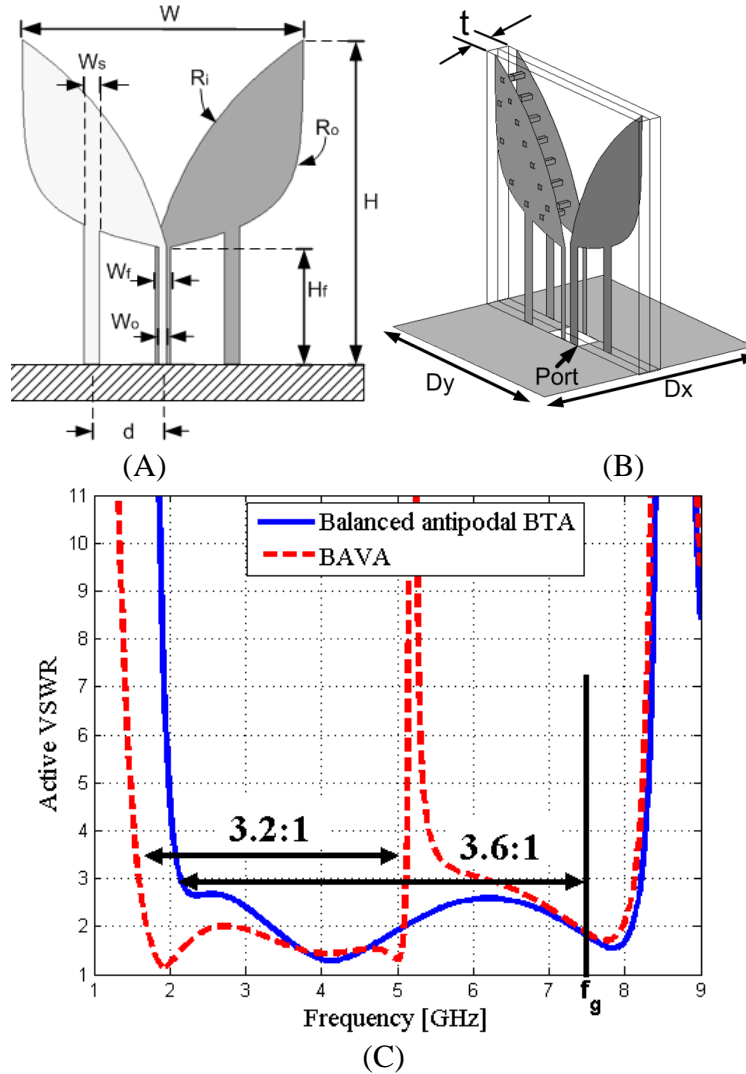 W
Ws
Ri
Ro
H
Wf
Hf
Wo
d
(A)
t
Port
Dy
Dx
(B)
11
10
9
8
7
6
5
4
3
2
1
Active VSWR
Balanced antipodal BTA
BAVA
3.2:1
3.6:1
1 2 3 4 5 6 7 8 9
fg
Frequency [GHz]
(C)